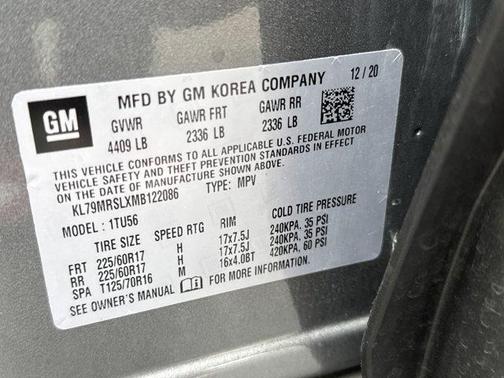 GM
MFD BY GM KOREA COMPANY 12 / 20
GVWR GAWR FRT GAWR RR
4409 LB 2336 LB 2336 LB
THIS VEHICLE CONFORMS TO ALL APPLICABLE U.S. FEDERAL MOTOR
VEHICLE SAFETY AND THEFT PREVENTION STANDARDS IN EFFECT
ON THE DATE OF MANUFACTURE SHOWN ABOVE.
KL79MRSLXMB122086 TYPE: MPV
MODEL : 1TU56
TIRE SIZE SPEED RTG RIM COLD TIRE PRESSURE
FRT 225/60R17 H 17x7.5J 240KPA, 35 PSI
RR 225/60R17 H 17x7.5J 240KPA, 35 PSI
SPA T125/70R16 M 16x4.0BT 420KPA, 60 PSI
SEE OWNER'S MANUAL FOR MORE INFORMATION.